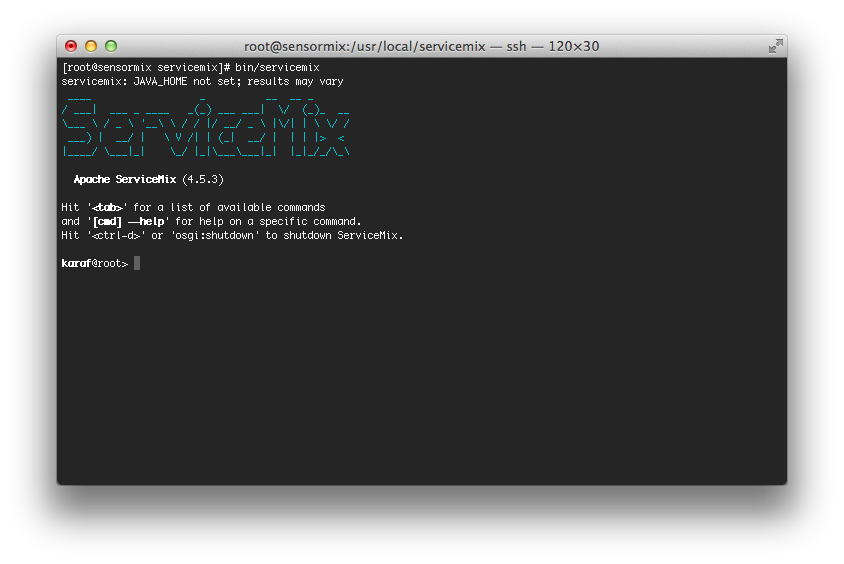 root@sensormix:/usr/local/servicemix — ssh — 120×30
[root@sensormix servicemix]# bin/servicemix
servicemix: JAVA_HOME not set; results may vary
ServiceMix
Apache ServiceMix (4.5.3)
Hit '<tab>' for a list of available commands
and '[cmd] --help' for help on a specific command.
Hit '<ctrl-d>' or 'osgi:shutdown' to shutdown ServiceMix.
karaf@root>